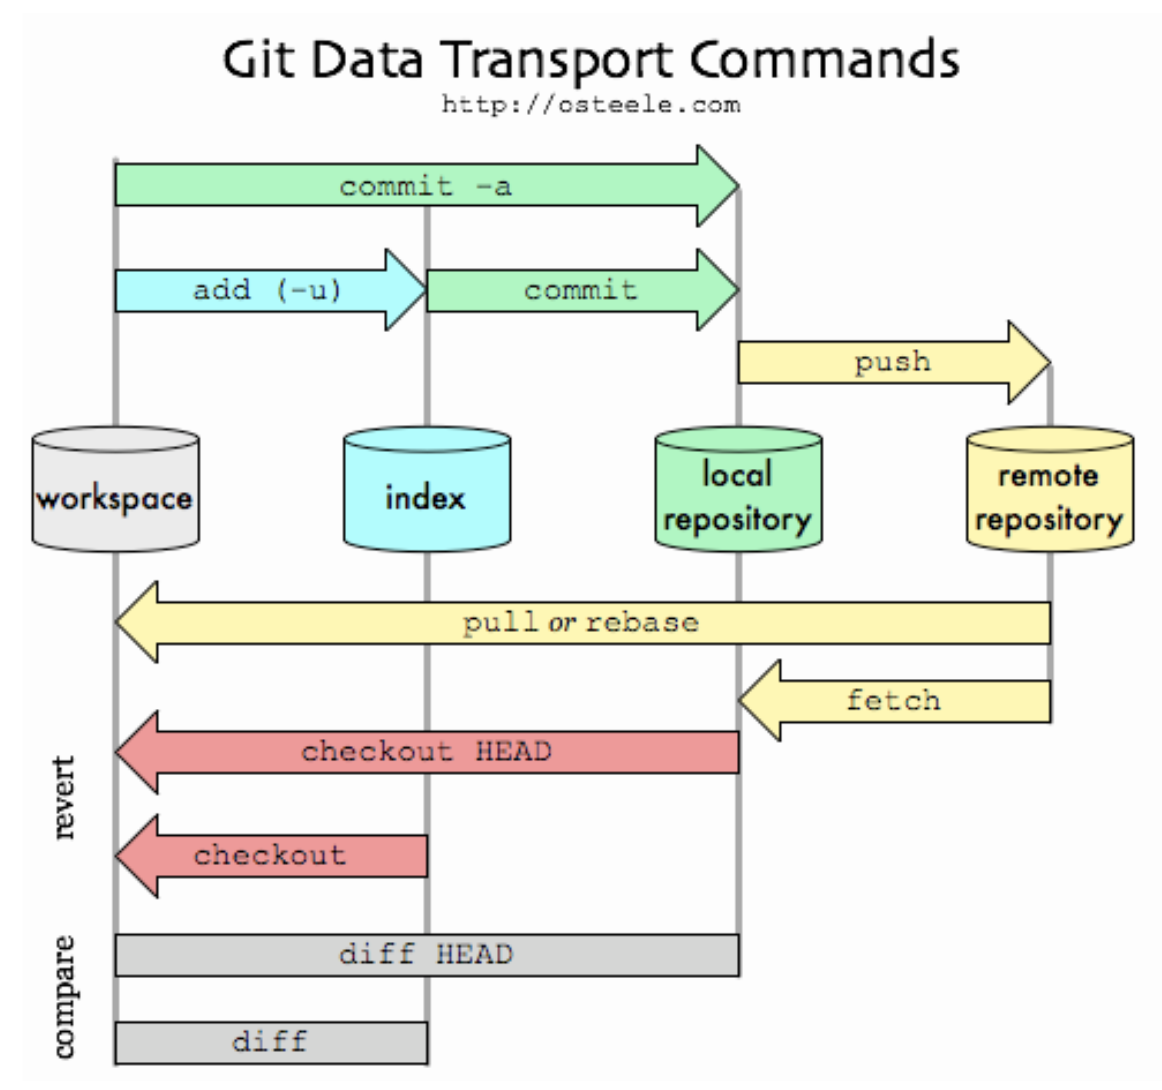 Git Data Transport Commands
http://osteele.com
commit -a
add (-u)
commit
push
workspace
index
local
repository
remote
repository
pull or rebase
fetch
revert
checkout HEAD
checkout
compare
diff HEAD
diff